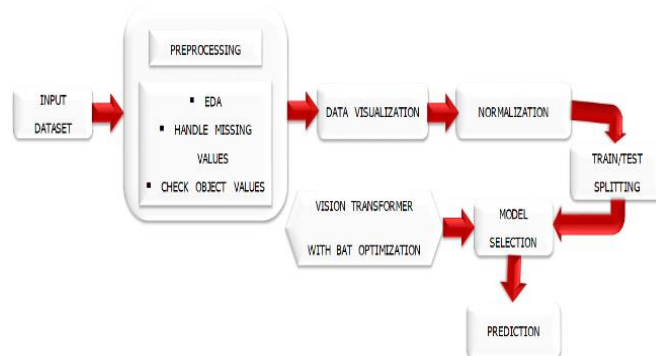 PREPROCESSING
INPUT
DATASET
▪ EDA
▪ HANDLE MISSING
VALUES
▪ CHECK OBJECT VALUES
DATA VISUALIZATION
NORMALIZATION
TRAIN/TEST
SPLITTING
VISION TRANSFORMER
WITH BAT OPTIMIZATION
MODEL
SELECTION
PREDICTION